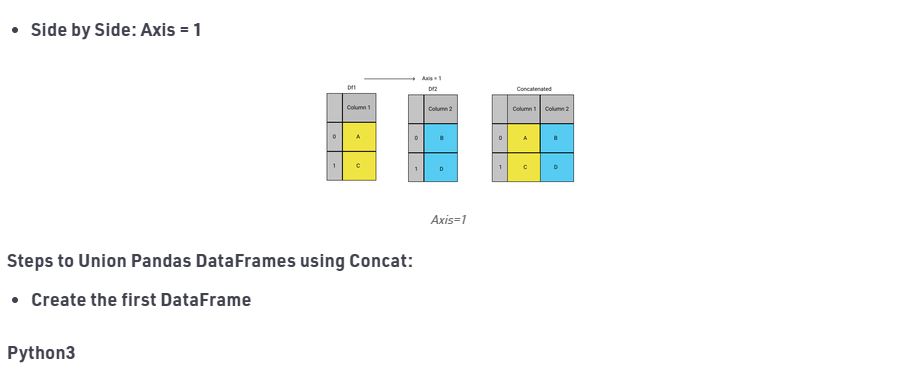 Side by Side: Axis = 1
Axis = 1
Df1 Df2 Concatenated
Column 1 Column 2 Column 1 Column 2
0 A 0 B 0 A B
1 C 1 D 1 C D
Axis=1
Steps to Union Pandas DataFrames using Concat:
Create the first DataFrame
Python3